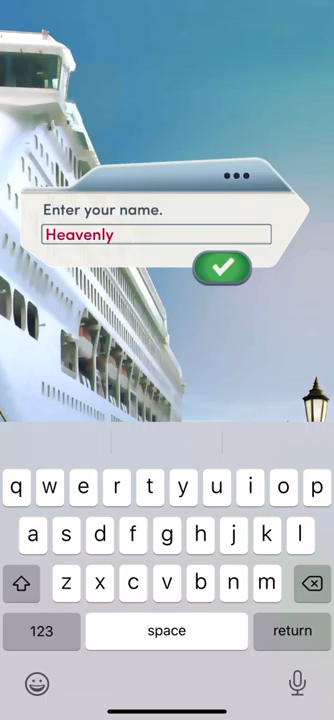 •••
Enter your name.
Heavenly
q w e r t y u i o p
a s d f g h j k l
z x c v b n m
123 space return